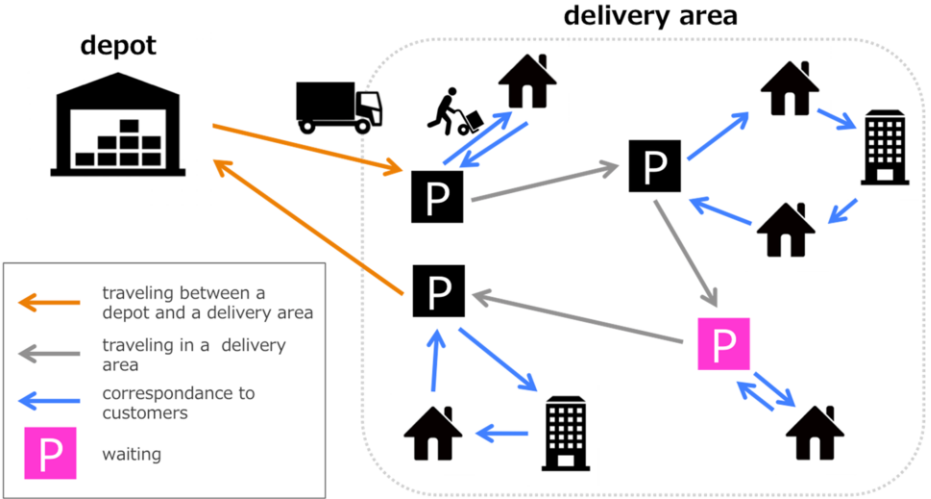 delivery area
depot
P
P
P
P
traveling between a
depot and a delivery area
traveling in a delivery
area
correspondance to
customers
P
waiting